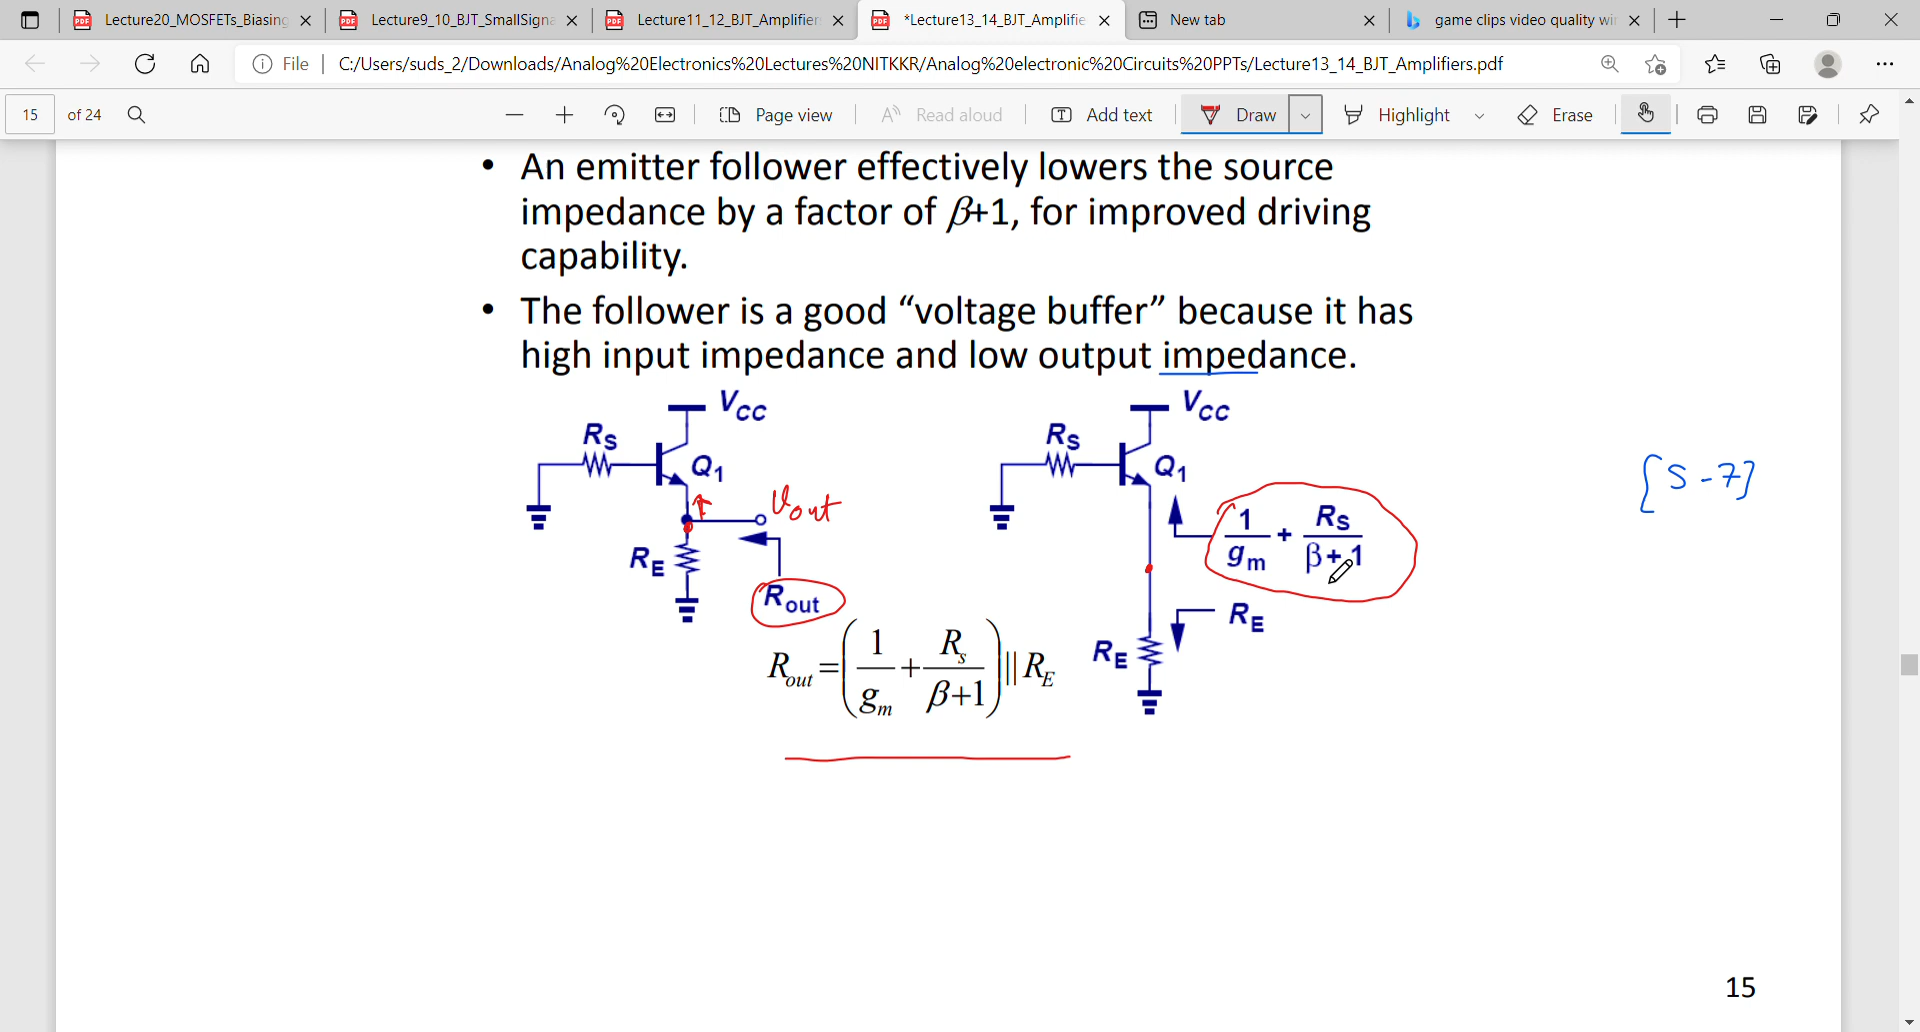 Lecture20_MOSFETs_Biasing
Lecture9_10_BJT_SmallSigna
Lecture11_12_BJT_Amplifier
*Lecture13_14_BJT_Amplifie
New tab
game clips video quality win
File
C:/Users/suds_2/Downloads/Analog%20Electronics%20Lectures%20NITKKR/Analog%20electronic%20Circuits%20PPTs/Lecture13_14_BJT_Amplifiers.pdf
15 of 24
Page view
Read aloud
Add text
Draw
Highlight
Erase
• An emitter follower effectively lowers the source
impedance by a factor of β+1, for improved driving
capability.
• The follower is a good “voltage buffer” because it has
high input impedance and low output impedance.
VCC
RS
Q1
Vout
RE
Rout
VCC
RS
Q1
1/gm + RS/β+1
RE
RE
Rout = (1/gm + Rs/β+1) || RE
[5-7]
15